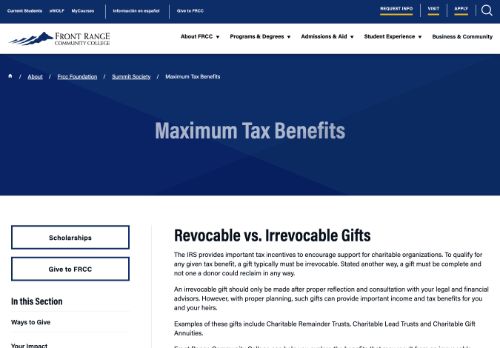 Current Students eWOLF MyCourses Información en español Give to FRCC REQUEST INFO VISIT APPLY
FRONT RANGE
COMMUNITY COLLEGE
About FRCC Programs & Degrees Admissions & Aid Student Experience Business & Community
/ About / Frcc Foundation / Summit Society / Maximum Tax Benefits
Maximum Tax Benefits
Scholarships
Give to FRCC
In this Section
Ways to Give
Your Impact
Revocable vs. Irrevocable Gifts
The IRS provides important tax incentives to encourage support for charitable organizations. To qualify for
any given tax benefit, a gift typically must be irrevocable. Stated another way, a gift must be complete and
not one a donor could reclaim in any way.
An irrevocable gift should only be made after proper reflection and consultation with your legal and financial
advisors. However, with proper planning, such gifts can provide important income and tax benefits for you
and your heirs.
Examples of these gifts include Charitable Remainder Trusts, Charitable Lead Trusts and Charitable Gift
Annuities.